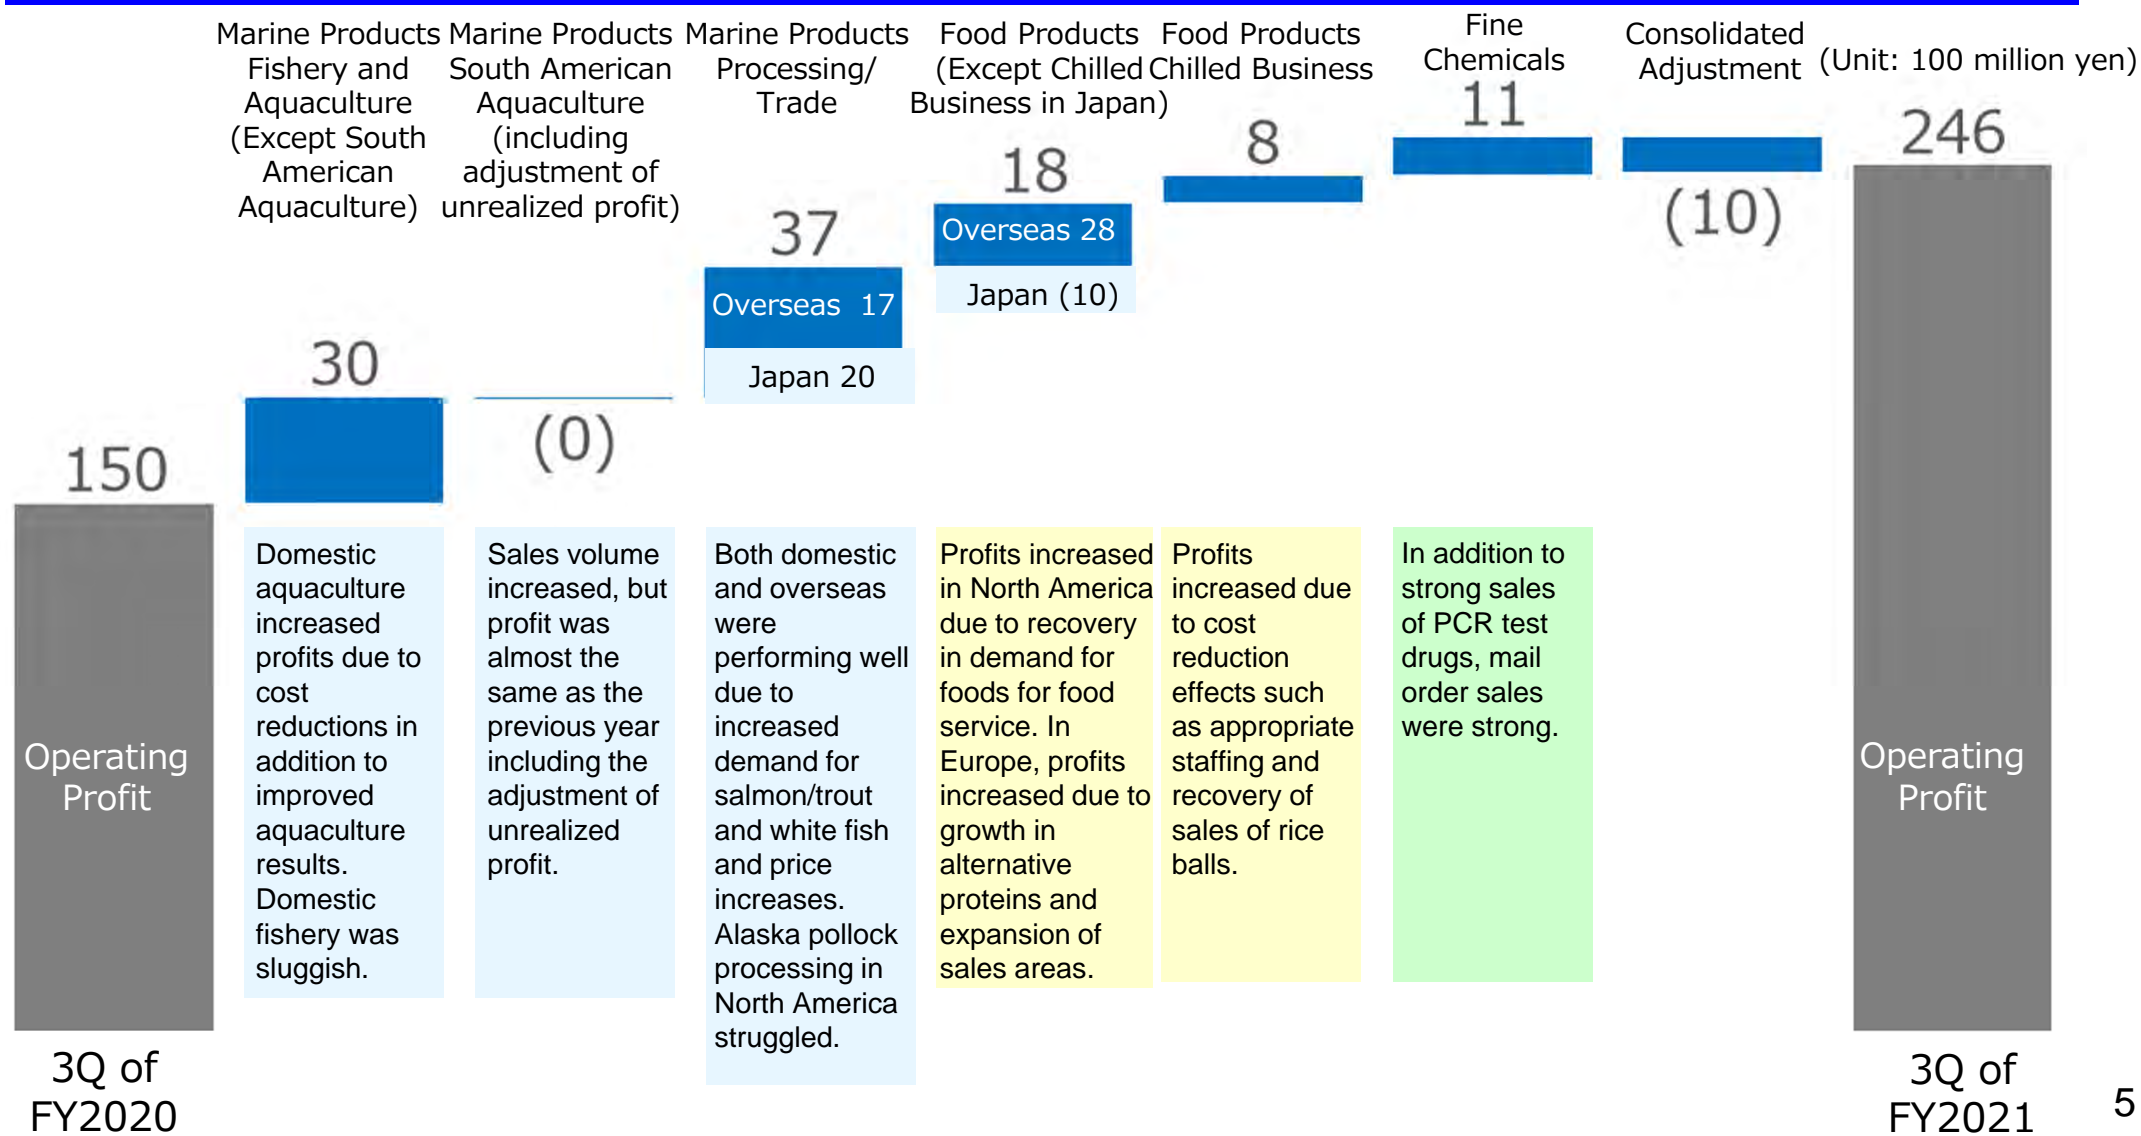 Marine Products
Fishery and
Aquaculture
(Except South
American
Aquaculture)
Marine Products
South American
Aquaculture
(including
adjustment of
unrealized profit)
Marine Products
Processing/
Trade
Food Products
(Except Chilled
Business in Japan)
Food Products
Chilled Business
Fine
Chemicals
Consolidated
Adjustment
(Unit: 100 million yen)
150
30
(0)
37
18
8
11
(10)
246
Overseas 17
Japan 20
Overseas 28
Japan (10)
Operating
Profit
Domestic
aquaculture
increased
profits due to
cost
reductions in
addition to
improved
aquaculture
results.
Domestic
fishery was
sluggish.
Sales volume
increased, but
profit was
almost the
same as the
previous year
including the
adjustment of
unrealized
profit.
Both domestic
and overseas
were
performing well
due to
increased
demand for
salmon/trout
and white fish
and price
increases.
Alaska pollock
processing in
North America
struggled.
Profits increased
in North America
due to recovery
in demand for
foods for food
service. In
Europe, profits
increased due to
growth in
alternative
proteins and
expansion of
sales areas.
Profits
increased due
to cost
reduction
effects such
as appropriate
staffing and
recovery of
sales of rice
balls.
In addition to
strong sales
of PCR test
drugs, mail
order sales
were strong.
Operating
Profit
3Q of
FY2020
3Q of
FY2021
5